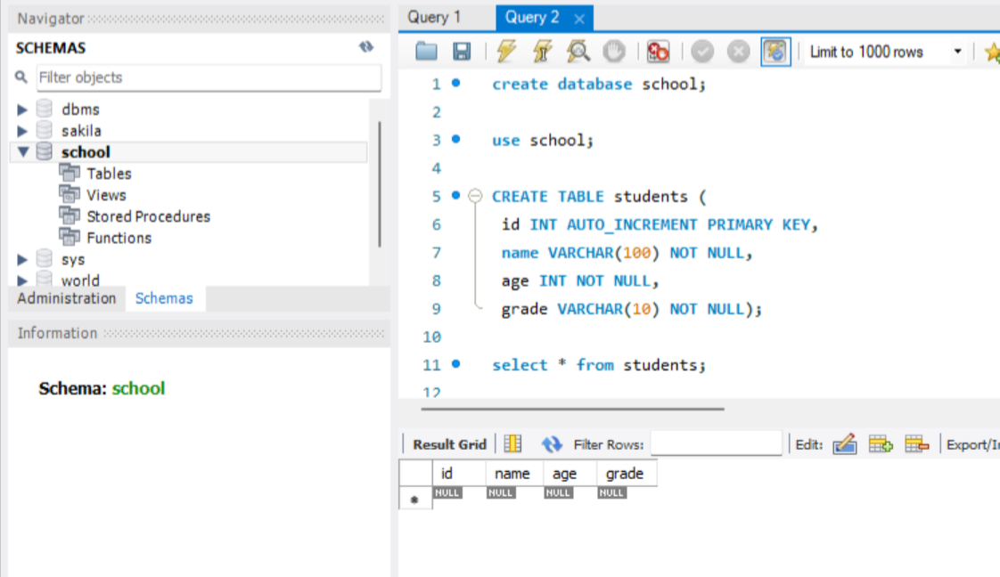 Navigator
SCHEMAS
Filter objects
dbms
sakila
school
Tables
Views
Stored Procedures
Functions
sys
world
Administration Schemas
Information
Schema: school
Query 1 Query 2
Limit to 1000 rows
1 create database school;
2
3 use school;
4
5 CREATE TABLE students (
6 id INT AUTO_INCREMENT PRIMARY KEY,
7 name VARCHAR(100) NOT NULL,
8 age INT NOT NULL,
9 grade VARCHAR(10) NOT NULL);
10
11 select * from students;
12
Result Grid Filter Rows: Edit: Export/I
id name age grade
NULL NULL NULL NULL